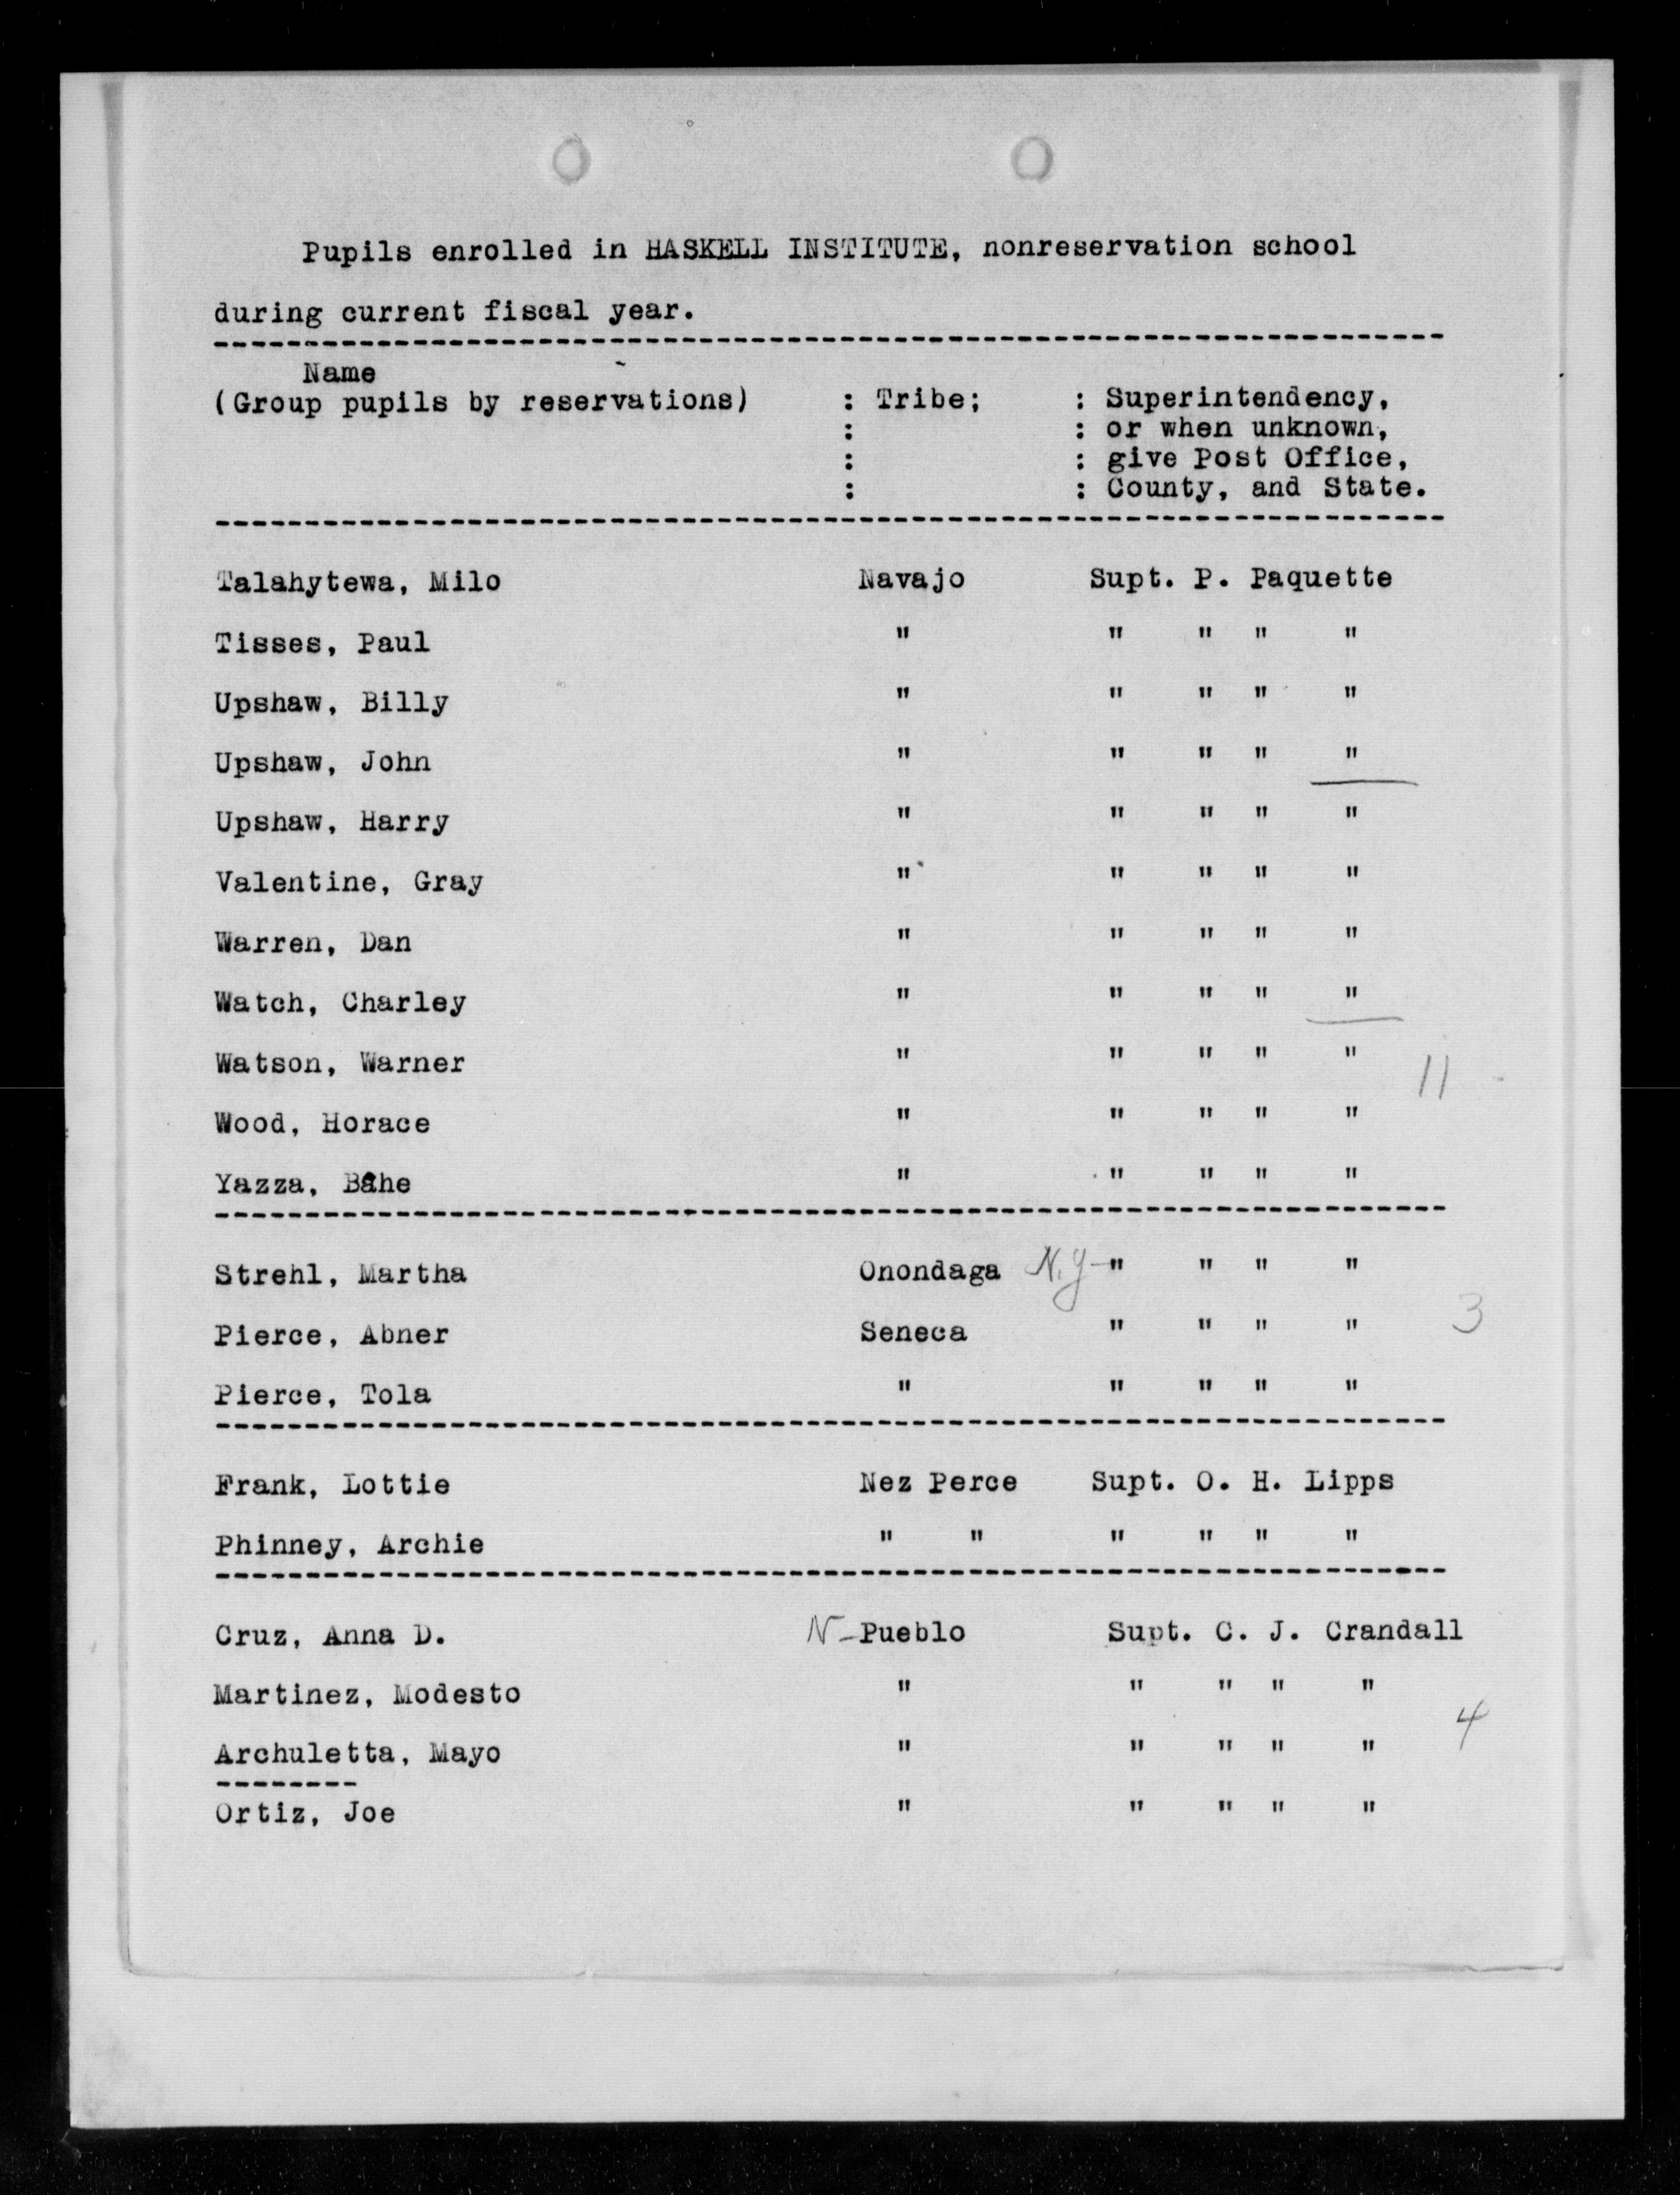 Pupils enrolled in HASKELL INSTITUTE, nonreservation school
during current fiscal year.
Name
(Group pupils by reservations) : Tribe; : Superintendency,
: : or when unknown,
: : give Post Office,
: : County, and State.
Talahytewa, Milo Navajo Supt. P. Paquette
Tisses, Paul " " " " "
Upshaw, Billy " " " " "
Upshaw, John " " " " "
Upshaw, Harry " " " " "
Valentine, Gray " " " " "
Warren, Dan " " " " "
Watch, Charley " " " " "
Watson, Warner " " " " " 11
Wood, Horace " " " " "
Yazza, Bahe " " " " "
Strehl, Martha Onondaga N.Y- " " " "
Pierce, Abner Seneca " " " " 3
Pierce, Tola " " " " "
Frank, Lottie Nez Perce Supt. O. H. Lipps
Phinney, Archie " " " " " "
Cruz, Anna D. N- Pueblo Supt. C. J. Crandall
Martinez, Modesto " " " " "
Archuletta, Mayo " " " " " 4
Ortiz, Joe " " " " "